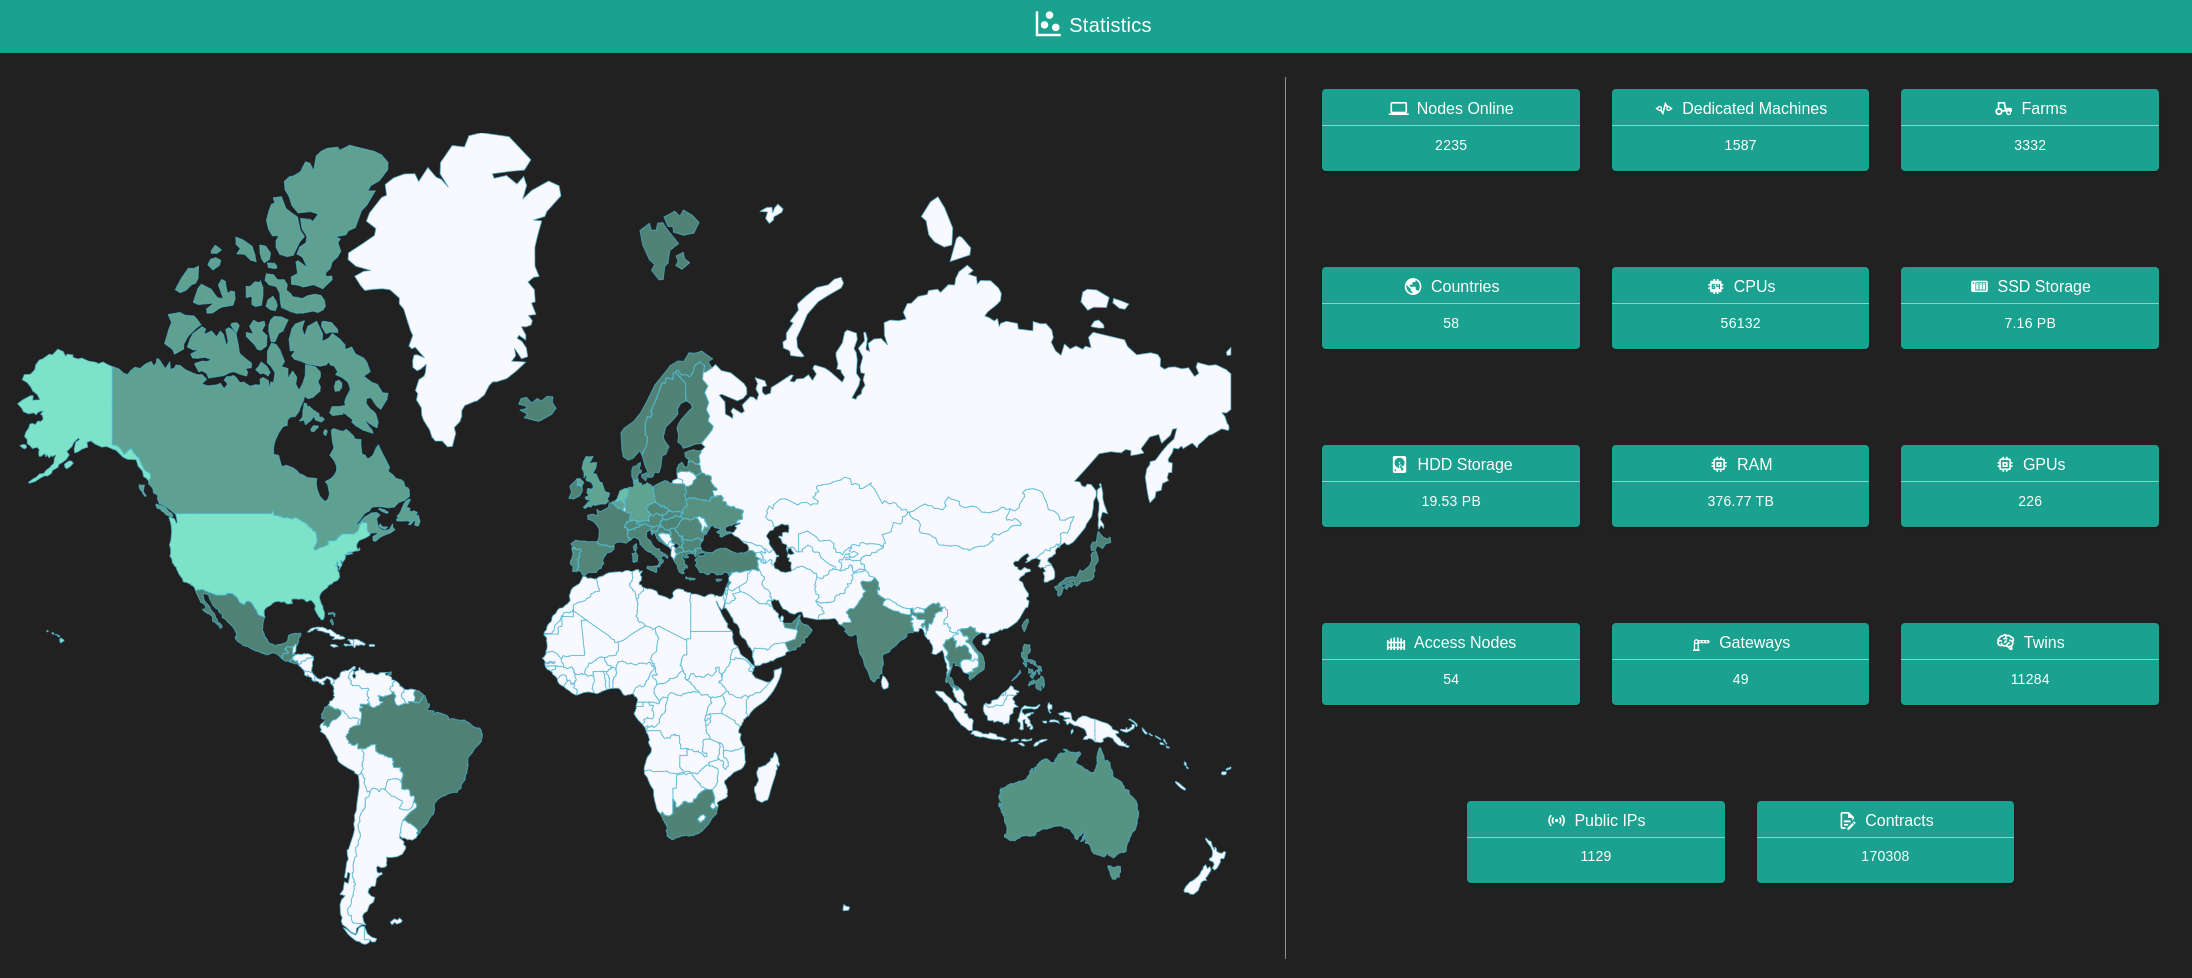 Statistics
Nodes Online
2235
Dedicated Machines
1587
Farms
3332
Countries
58
CPUs
56132
SSD Storage
7.16 PB
HDD Storage
19.53 PB
RAM
376.77 TB
GPUs
226
Access Nodes
54
Gateways
49
Twins
11284
Public IPs
1129
Contracts
170308